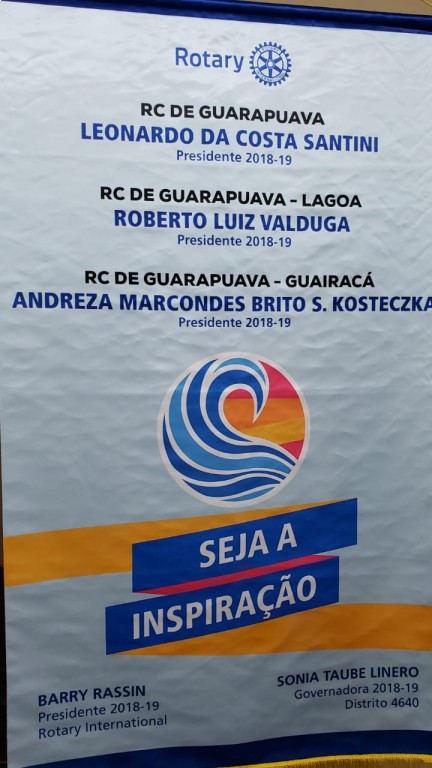 Rotary
RC DE GUARAPUAVA
LEONARDO DA COSTA SANTINI
Presidente 2018-19
RC DE GUARAPUAVA - LAGOA
ROBERTO LUIZ VALDUGA
Presidente 2018-19
RC DE GUARAPUAVA - GUAIRACÁ
ANDREZA MARCONDES BRITO S. KOSTECZKA
Presidente 2018-19
SEJA A
INSPIRAÇÃO
BARRY RASSIN
Presidente 2018-19
Rotary International
SONIA TAUBE LINERO
Governadora 2018-19
Distrito 4640